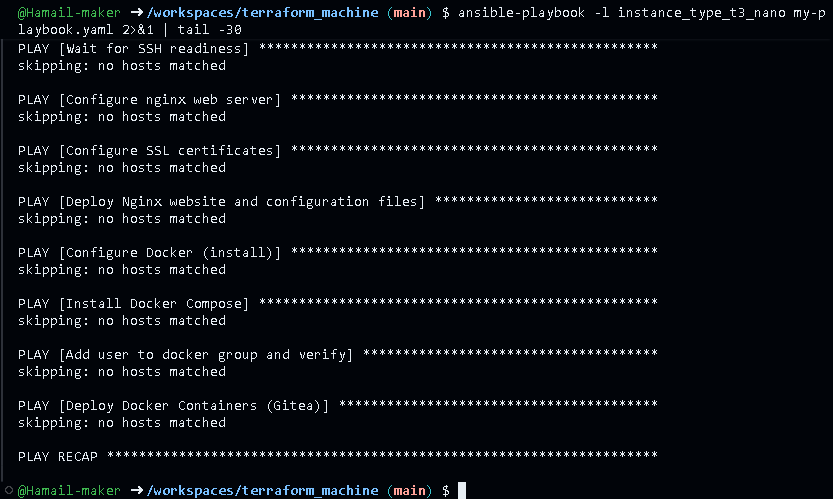 @Hamail-maker ➜/workspaces/terraform_machine (main) $ ansible-playbook -l instance_type_t3_nano my-p
laybook.yaml 2>&1 | tail -30
PLAY [Wait for SSH readiness] **************************************************
skipping: no hosts matched
PLAY [Configure nginx web server] **********************************************
skipping: no hosts matched
PLAY [Configure SSL certificates] **********************************************
skipping: no hosts matched
PLAY [Deploy Nginx website and configuration files] ****************************
skipping: no hosts matched
PLAY [Configure Docker (install)] **********************************************
skipping: no hosts matched
PLAY [Install Docker Compose] **************************************************
skipping: no hosts matched
PLAY [Add user to docker group and verify] *************************************
skipping: no hosts matched
PLAY [Deploy Docker Containers (Gitea)] ****************************************
skipping: no hosts matched
PLAY RECAP *********************************************************************
@Hamail-maker ➜/workspaces/terraform_machine (main) $